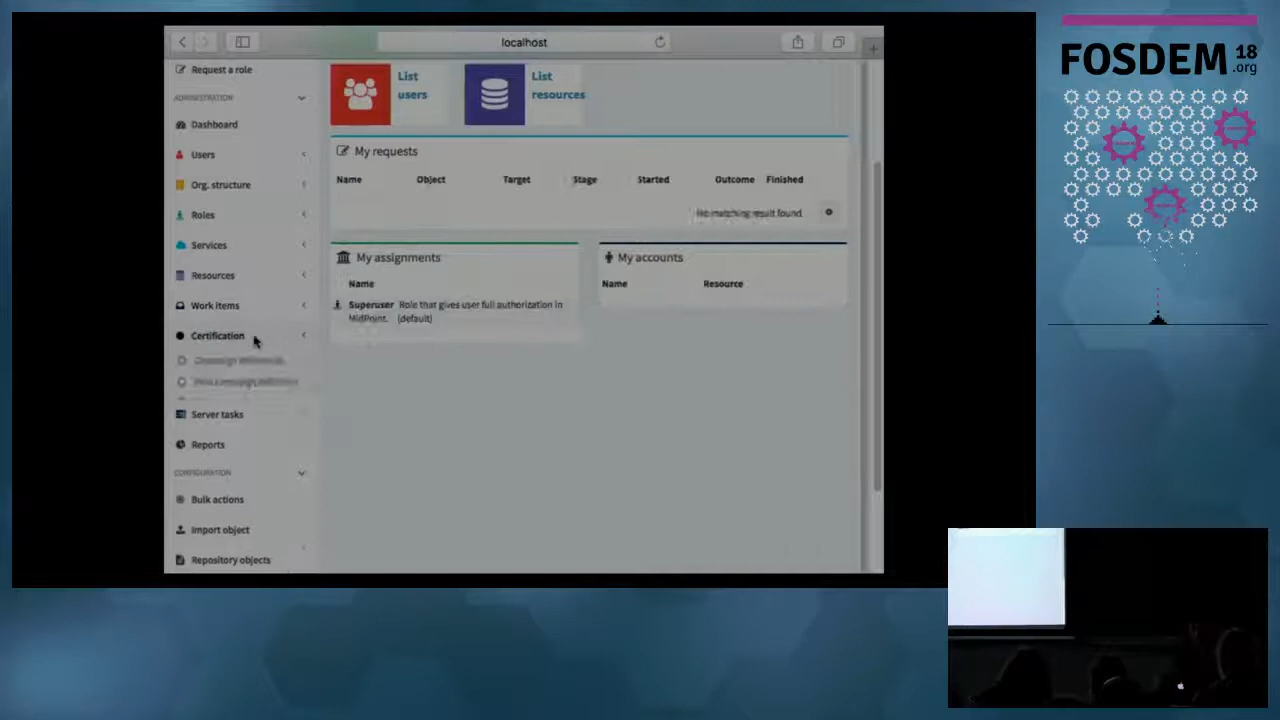 localhost
Request a role
ADMINISTRATION
Dashboard
Users
Org. structure
Roles
Services
Resources
Work items
Certification
Server tasks
Reports
CONFIGURATION
Bulk actions
Import object
Repository objects
List users
List resources
My requests
Name Object Target Stage Started Outcome Finished
No matching result found.
My assignments
Name
Superuser Role that gives user full authorization in
MidPoint. (default)
My accounts
Name Resource
FOSDEM 18
.org